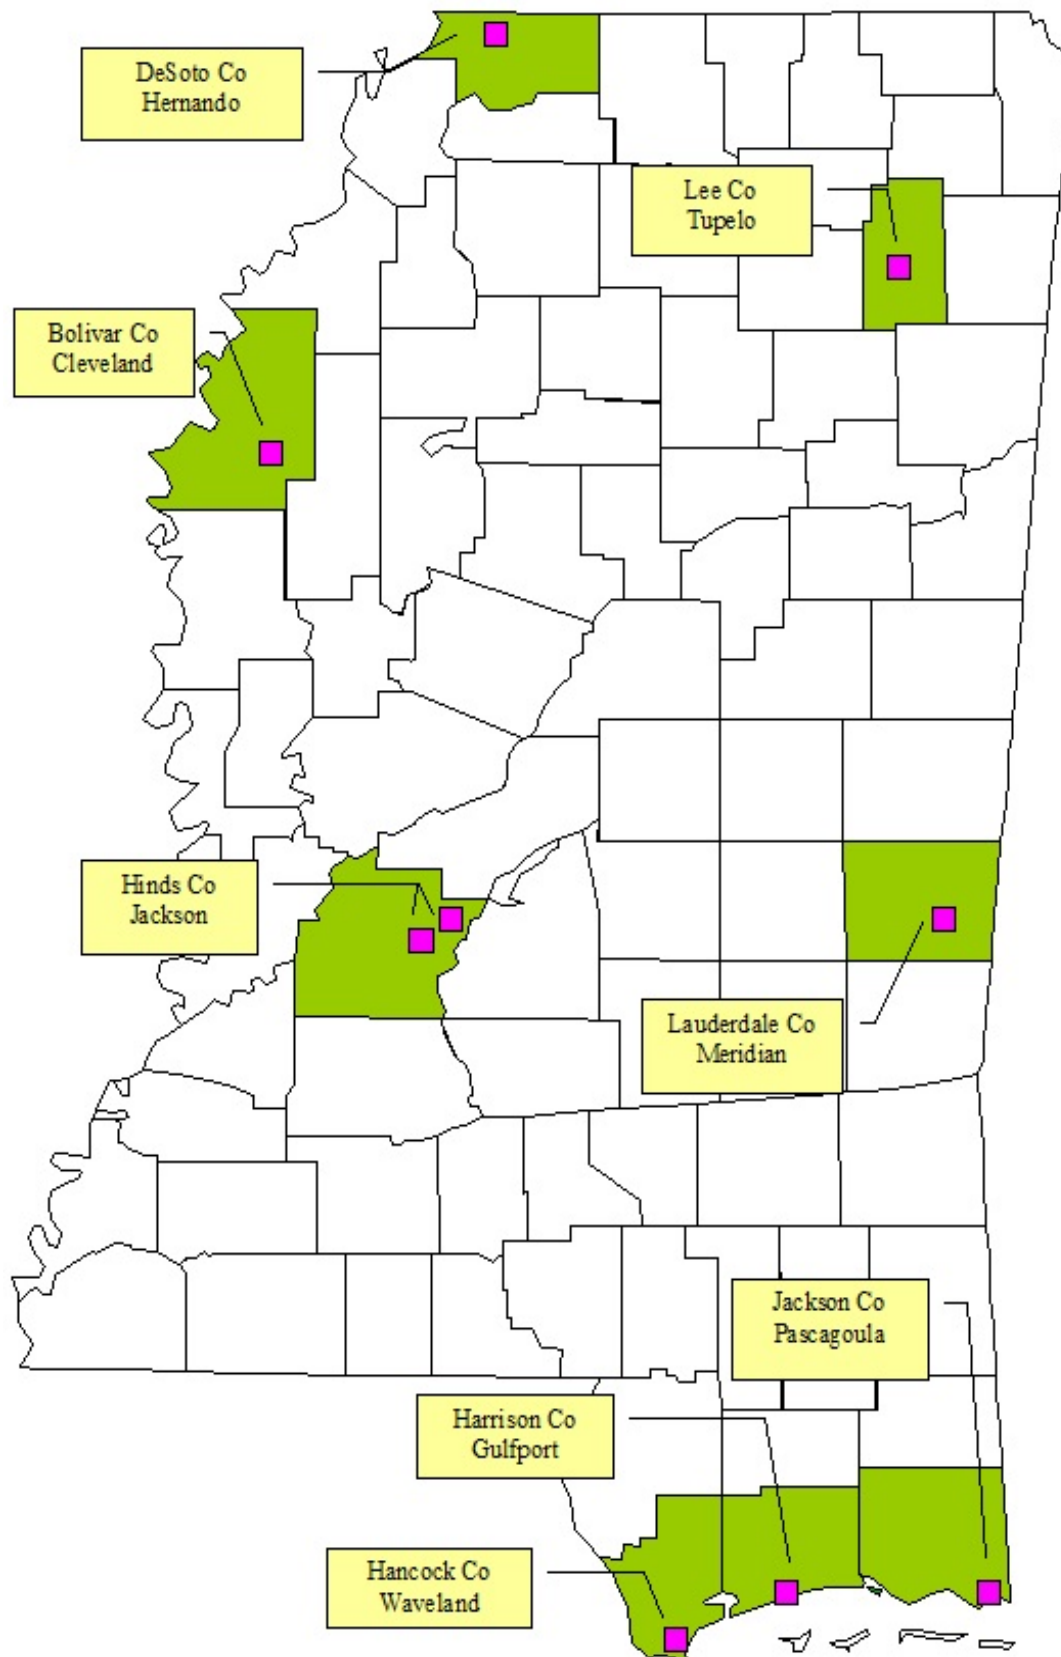 DeSoto Co
Hernando
Lee Co
Tupelo
Bolivar Co
Cleveland
Hinds Co
Jackson
Lauderdale Co
Meridian
Jackson Co
Pascagoula
Harrison Co
Gulfport
Hancock Co
Waveland